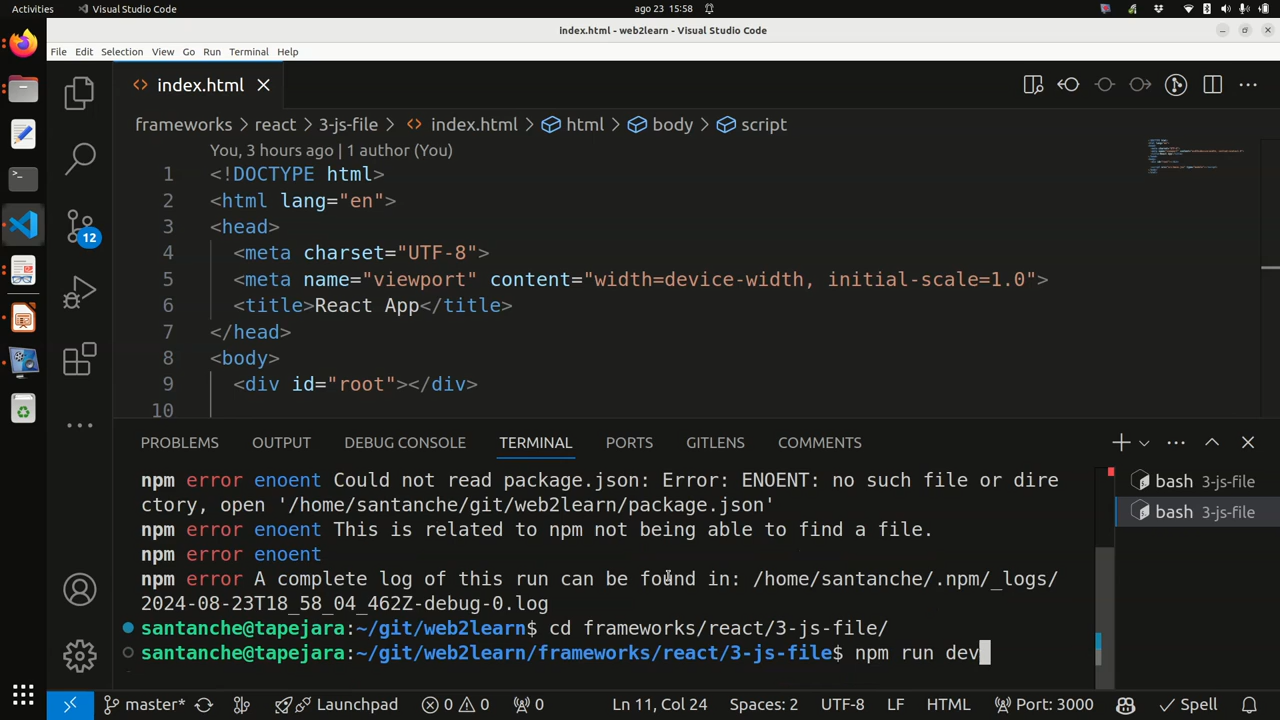 Activities
Visual Studio Code
ago 23 15:58
index.html - web2learn - Visual Studio Code
File Edit Selection View Go Run Terminal Help
index.html
frameworks > react > 3-js-file > index.html > html > body > script
You, 3 hours ago | 1 author (You)
1 <!DOCTYPE html>
2 <html lang="en">
3 <head>
4 <meta charset="UTF-8">
5 <meta name="viewport" content="width=device-width, initial-scale=1.0">
6 <title>React App</title>
7 </head>
8 <body>
9 <div id="root"></div>
10
12
PROBLEMS OUTPUT DEBUG CONSOLE TERMINAL PORTS GITLENS COMMENTS
npm error enoent Could not read package.json: Error: ENOENT: no such file or dire
ctory, open '/home/santanche/git/web2learn/package.json'
npm error enoent This is related to npm not being able to find a file.
npm error enoent
npm error A complete log of this run can be found in: /home/santanche/.npm/_logs/
2024-08-23T18_58_04_462Z-debug-0.log
santanche@tapejara:~/git/web2learn$ cd frameworks/react/3-js-file/
santanche@tapejara:~/git/web2learn/frameworks/react/3-js-file$ npm run dev
bash 3-js-file
bash 3-js-file
master* Launchpad 0 0 0 Ln 11, Col 24 Spaces: 2 UTF-8 LF HTML Port: 3000 Spell